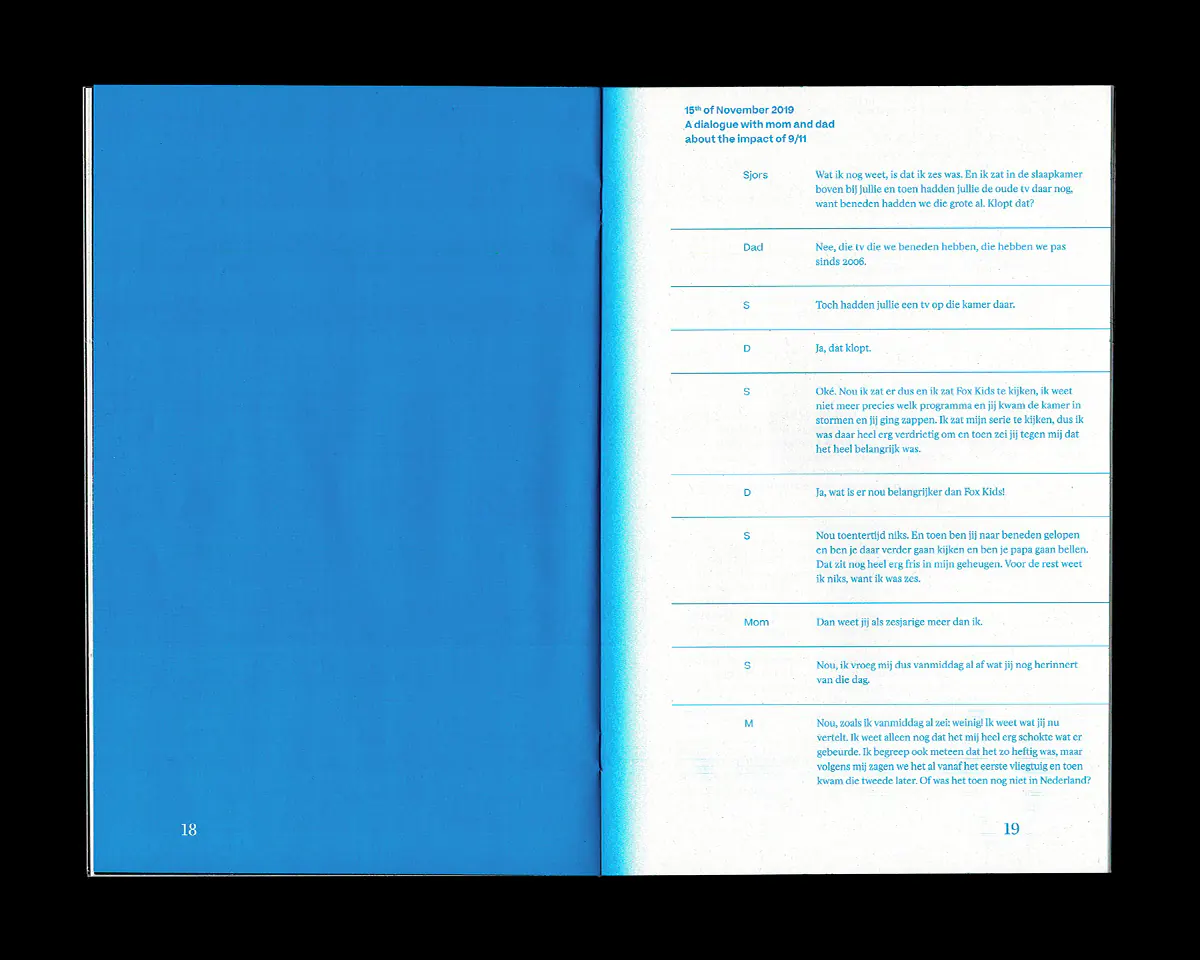 18
15th of November 2019
A dialogue with mom and dad
about the impact of 9/11
Sjors Wat ik nog weet, is dat ik zes was. En ik zat in de slaapkamer
boven bij jullie en toen hadden jullie de oude tv daar nog,
want beneden hadden we die grote al. Klopt dat?
Dad Nee, die tv die we beneden hebben, die hebben we pas
sinds 2006.
S Toch hadden jullie een tv op die kamer daar.
D Ja, dat klopt.
S Oké. Nou ik zat er dus en ik zat Fox Kids te kijken, ik weet
niet meer precies welk programma en jij kwam de kamer in
stormen en jij ging zappen. Ik zat mijn serie te kijken, dus ik
was daar heel erg verdrietig om en toen zei jij tegen mij dat
het heel belangrijk was.
D Ja, wat is er nou belangrijker dan Fox Kids!
S Nou toentertijd niks. En toen ben jij naar beneden gelopen
en ben je daar verder gaan kijken en ben je papa gaan bellen.
Dat zit nog heel erg fris in mijn geheugen. Voor de rest weet
ik niks, want ik was zes.
Mom Dan weet jij als zesjarige meer dan ik.
S Nou, ik vroeg mij dus vanmiddag al af wat jij nog herinnert
van die dag.
M Nou, zoals ik vanmiddag al zei: weinig! Ik weet wat jij nu
vertelt. Ik weet alleen nog dat het mij heel erg schokte wat er
gebeurde. Ik begreep ook meteen dat het zo heftig was, maar
volgens mij zagen we het al vanaf het eerste vliegtuig en toen
kwam die tweede later. Of was het toen nog niet in Nederland?
19